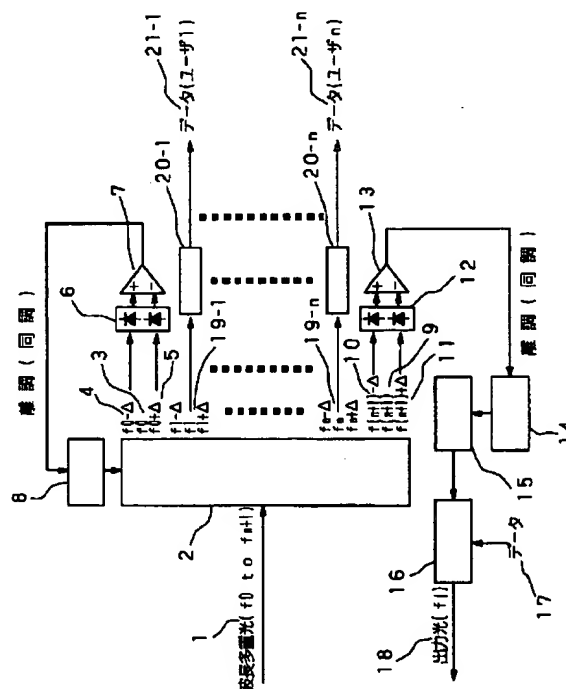 21-1
データ(ユーザ1)
20-1
7
6
離調(同調)
3
4
5
19-1
f0-Δ
f0
f0+Δ
f1-Δ
f1
f1+Δ
8
2
1
波長多重光(f0 to fn+1)
21-n
データ(ユーザn)
20-n
13
12
19-n
9
10
11
fn-Δ
fn
fn+Δ
f(n+1)-Δ
f(n+1)
f(n+1)+Δ
離調(同調)
14
15
16
データ
17
18
出力光(fj)
+
-
+
-